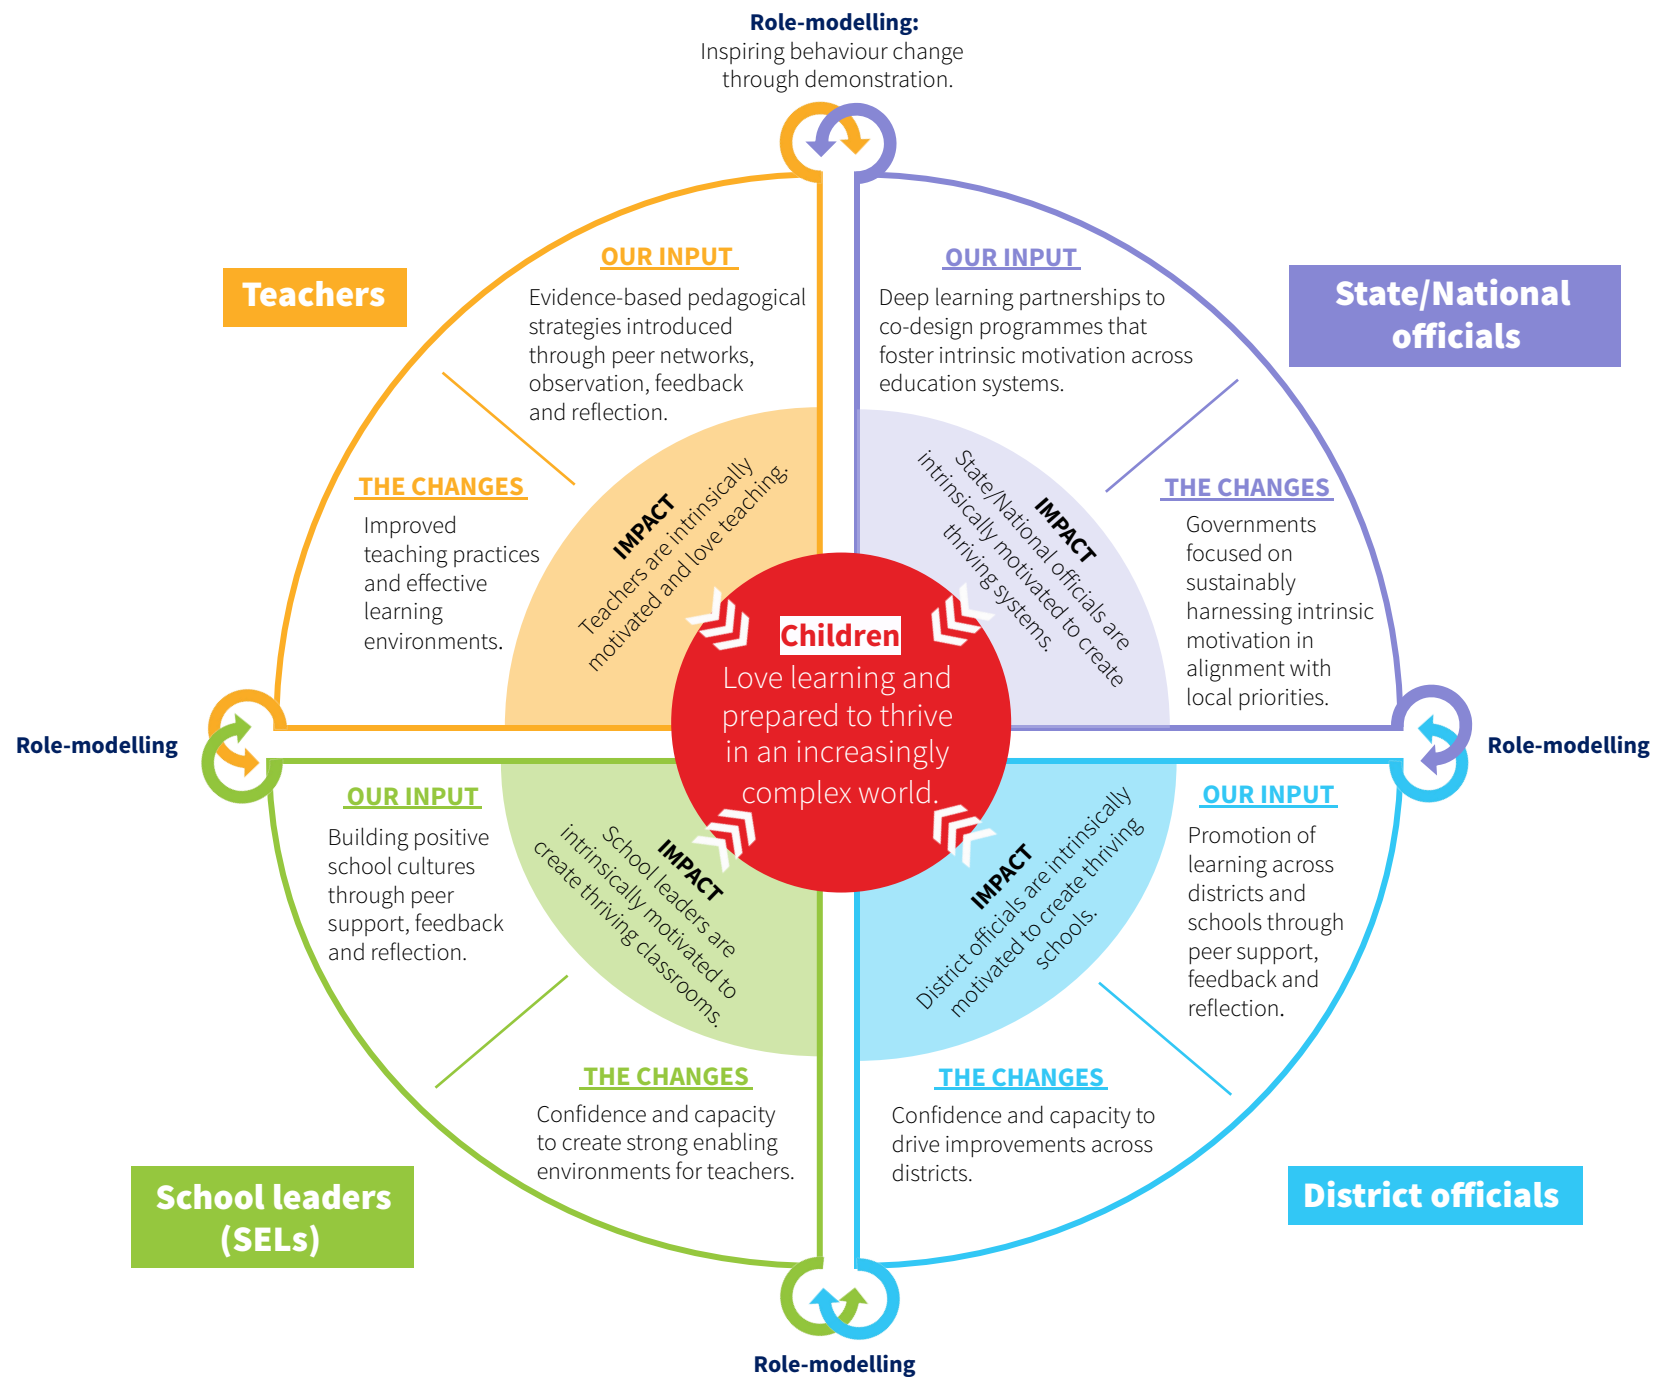 Role-modelling:
Inspiring behaviour change
through demonstration.
Teachers
OUR INPUT
Evidence-based pedagogical
strategies introduced
through peer networks,
observation, feedback
and reflection.
THE CHANGES
Improved
teaching practices
and effective
learning
environments.
IMPACT
Teachers are intrinsically
motivated and love teaching.
State/National
officials
OUR INPUT
Deep learning partnerships to
co-design programmes that
foster intrinsic motivation across
education systems.
THE CHANGES
Governments
focused on
sustainably
harnessing intrinsic
motivation in
alignment with
local priorities.
IMPACT
State/National officials are
intrinsically motivated to create
thriving systems.
Children
Love learning and
prepared to thrive
in an increasingly
complex world.
Role-modelling
Role-modelling
OUR INPUT
Building positive
school cultures
through peer
support, feedback
and reflection.
IMPACT
School leaders are
intrinsically motivated to
create thriving classrooms.
THE CHANGES
Confidence and capacity
to create strong enabling
environments for teachers.
School leaders
(SELs)
IMPACT
District officials are intrinsically
motivated to create thriving
schools.
OUR INPUT
Promotion of
learning across
districts and
schools through
peer support,
feedback and
reflection.
THE CHANGES
Confidence and capacity to
drive improvements across
districts.
District officials
Role-modelling